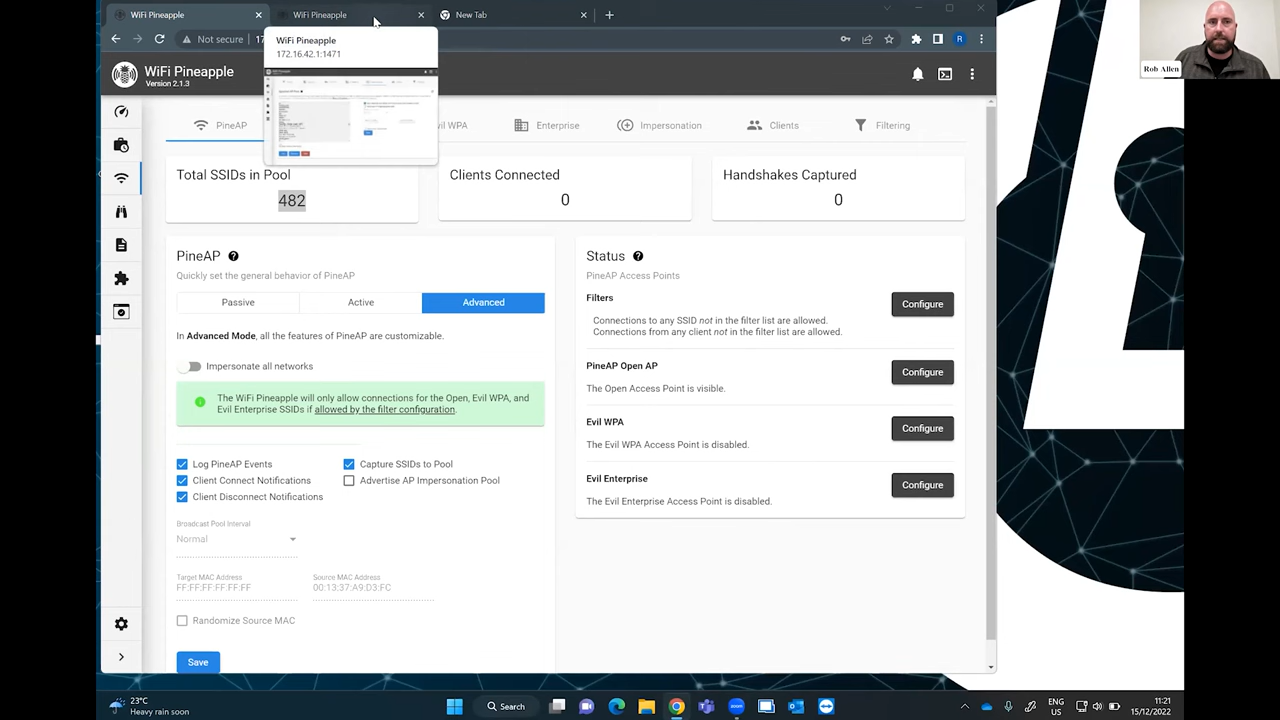 WiFi Pineapple
WiFi Pineapple
New Tab
Not secure
17
R
WiFi Pineapple
172.16.42.1:1471
WiFi Pineapple
Version 2.1.3
Rob Allen
PineAP
vil WPA
Enterprise
Impersonation
Clients
Filtering
Total SSIDs in Pool
482
Clients Connected
0
Handshakes Captured
0
PineAP
Quickly set the general behavior of PineAP
Passive
Active
Advanced
In Advanced Mode, all the features of PineAP are customizable.
Impersonate all networks
The WiFi Pineapple will only allow connections for the Open, Evil WPA, and
Evil Enterprise SSIDs if allowed by the filter configuration.
Log PineAP Events
Capture SSIDs to Pool
Client Connect Notifications
Advertise AP Impersonation Pool
Client Disconnect Notifications
Broadcast Pool Interval
Normal
Target MAC Address
FF:FF:FF:FF:FF:FF
Source MAC Address
00:13:37:A9:D3:FC
Randomize Source MAC
Save
Status
PineAP Access Points
Filters
Connections to any SSID not in the filter list are allowed.
Connections from any client not in the filter list are allowed.
Configure
PineAP Open AP
The Open Access Point is visible.
Configure
Evil WPA
The Evil WPA Access Point is disabled.
Configure
Evil Enterprise
The Evil Enterprise Access Point is disabled.
Configure
23°C
Heavy rain soon
Search
ENG
US
11:21
15/12/2022